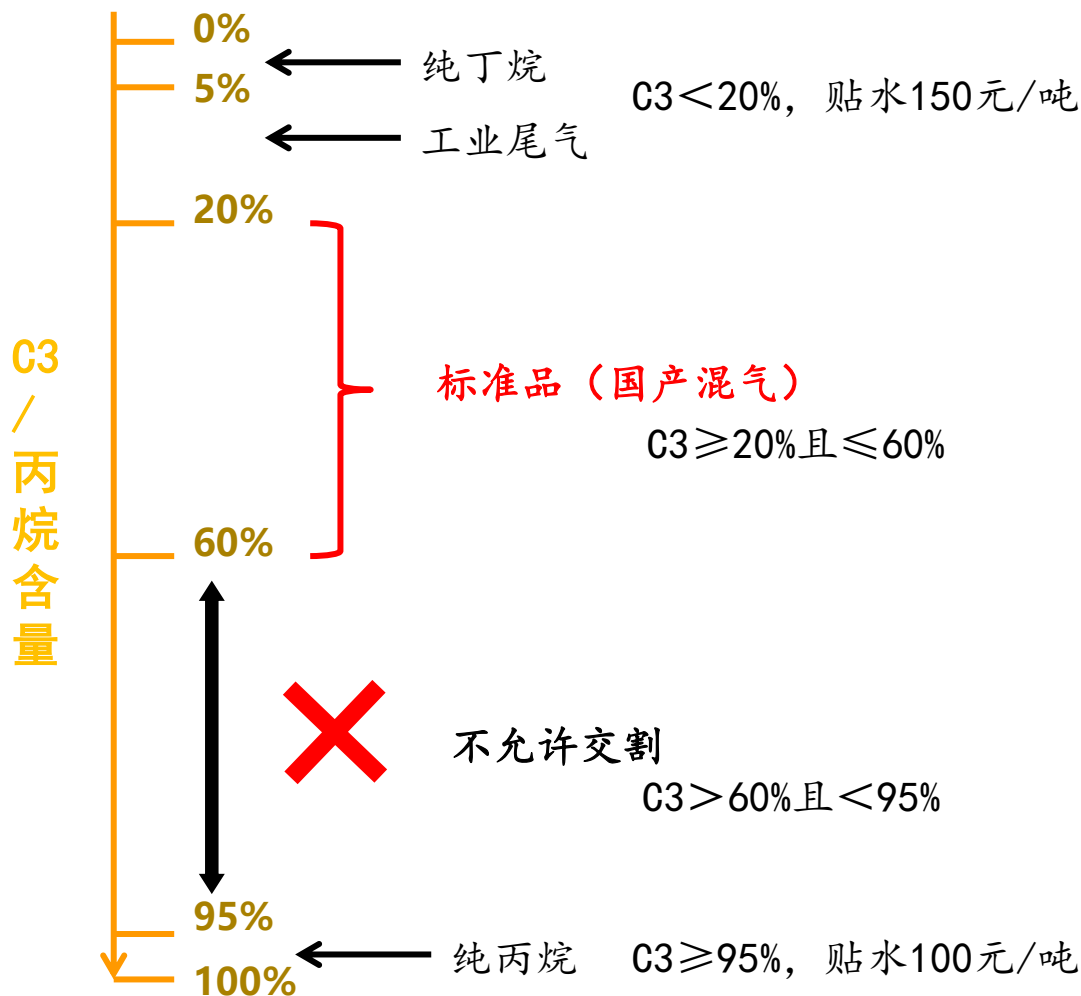 0%
纯丁烷
5%
C3＜20%，贴水150元/吨
工业尾气
20%
C3
/
丙
烷
含
量
标准品（国产混气）
C3≥20%且≤60%
60%
不允许交割
C3＞60%且＜95%
95%
纯丙烷
C3≥95%，贴水100元/吨
100%